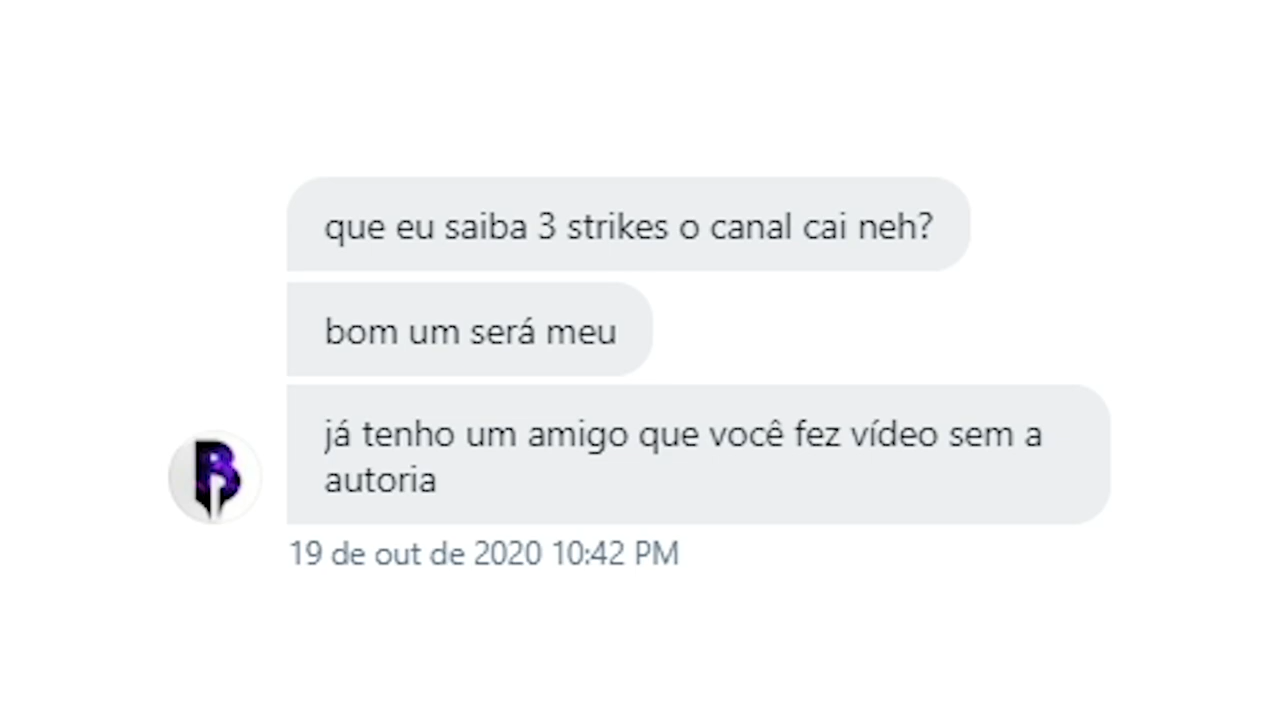 que eu saiba 3 strikes o canal cai neh?
bom um será meu
já tenho um amigo que você fez vídeo sem a
autoria
19 de out de 2020 10:42 PM